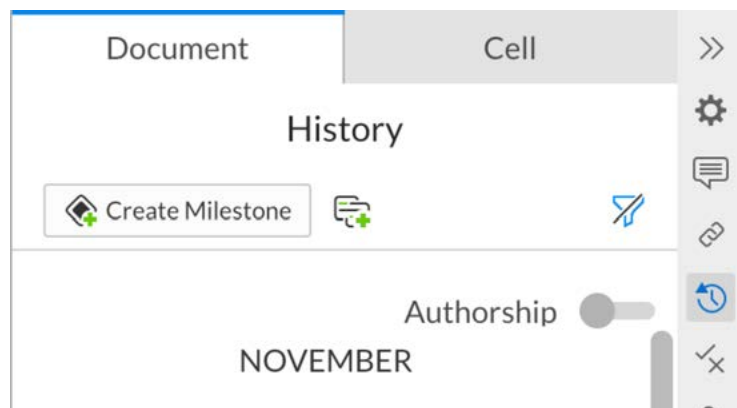 Document Cell
History
Create Milestone
Authorship
NOVEMBER